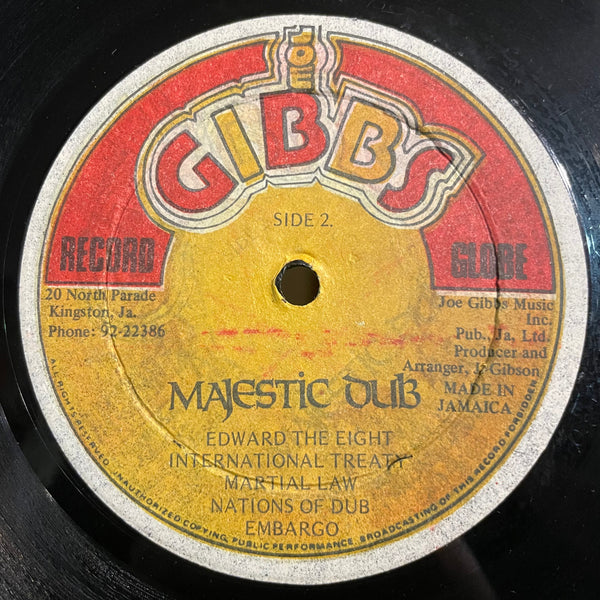 JOE
GIBBS
SIDE 2.
RECORD
GLOBE
20 North Parade
Kingston, Ja.
Phone: 92-22386
Joe Gibbs Music
Inc.
Pub., Ja, Ltd.
Producer and
Arranger, J. Gibson
MADE IN
JAMAICA
MAJESTIC DUB
EDWARD THE EIGHT
INTERNATIONAL TREATY
MARTIAL LAW
NATIONS OF DUB
EMBARGO
ALL RIGHTS RESERVED. UNAUTHORIZED COPYING, PUBLIC PERFORMANCE, BROADCASTING OF THIS RECORD FORBIDDEN